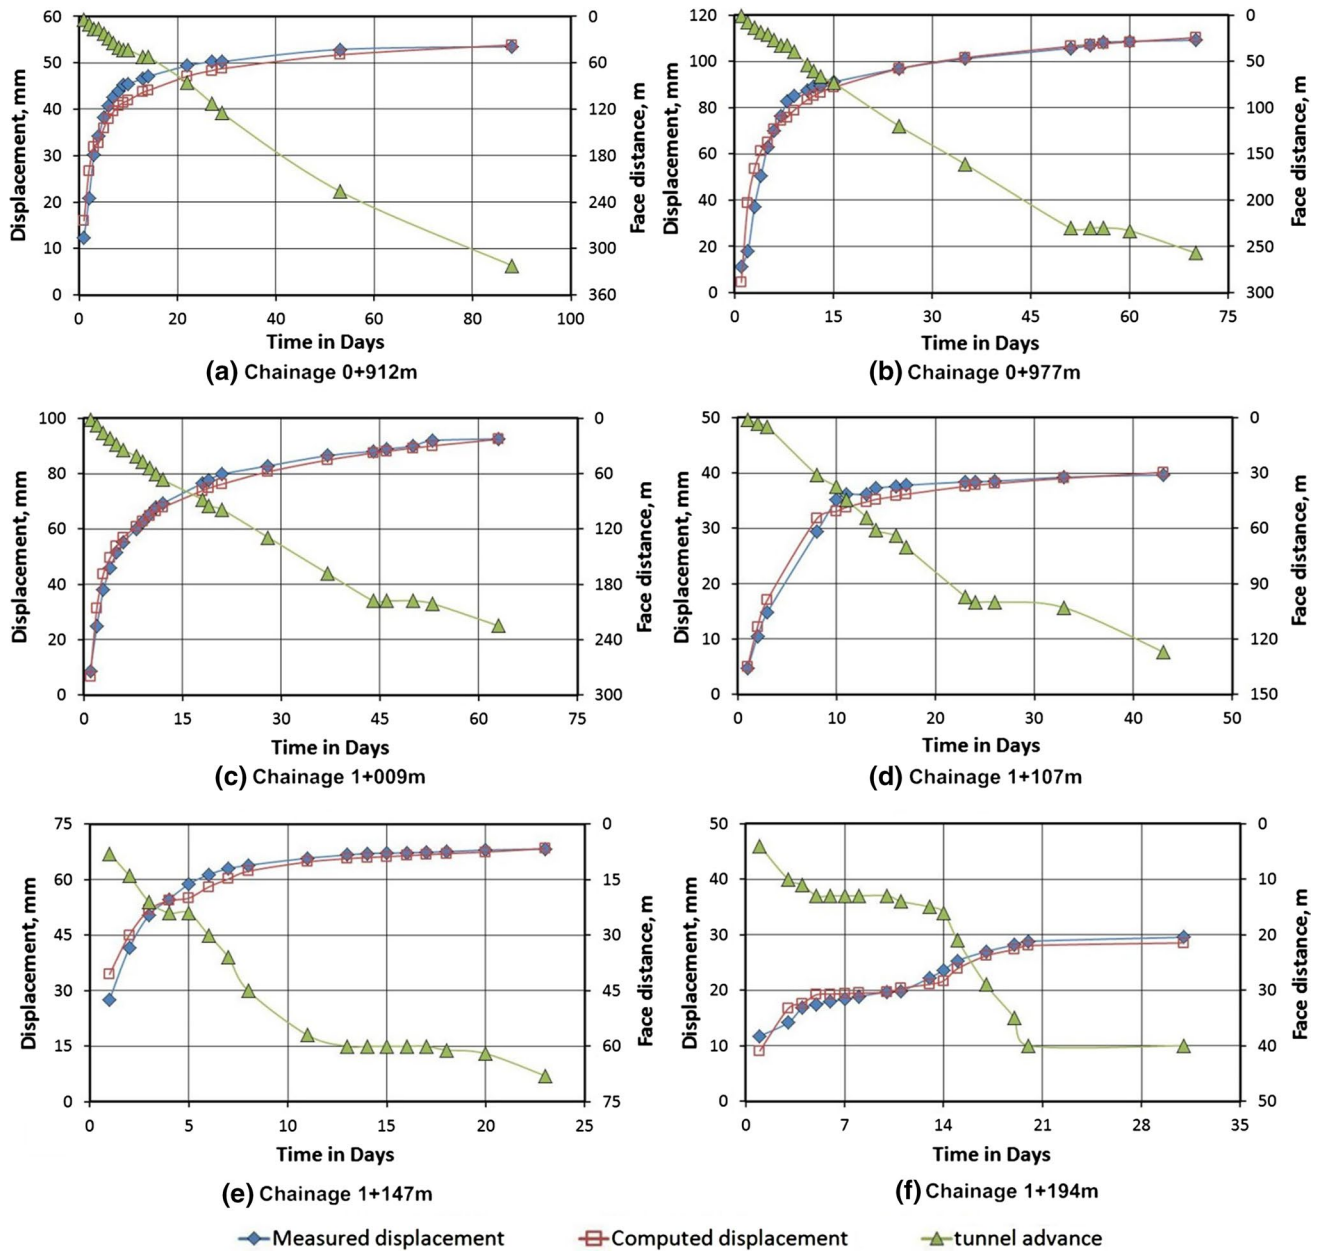 60 0
50 60
40 120
30 180
20 240
10 300
0 360
0 20 40 60 80 100
Displacement, mm
Face distance, m
Time in Days
(a) Chainage 0+912m
120 0
100 50
80 100
60 150
40 200
20 250
0 300
0 15 30 45 60 75
Displacement, mm
Face distance, m
Time in Days
(b) Chainage 0+977m
100 0
80 60
60 120
40 180
20 240
0 300
0 15 30 45 60 75
Displacement, mm
Face distance, m
Time in Days
(c) Chainage 1+009m
50 0
40 30
30 60
20 90
10 120
0 150
0 10 20 30 40 50
Displacement, mm
Face distance, m
Time in Days
(d) Chainage 1+107m
75 0
60 15
45 30
30 45
15 60
0 75
0 5 10 15 20 25
Displacement, mm
Face distance, m
Time in Days
(e) Chainage 1+147m
50 0
40 10
30 20
20 30
10 40
0 50
0 7 14 21 28 35
Displacement, mm
Face distance, m
Time in Days
(f) Chainage 1+194m
Measured displacement Computed displacement tunnel advance